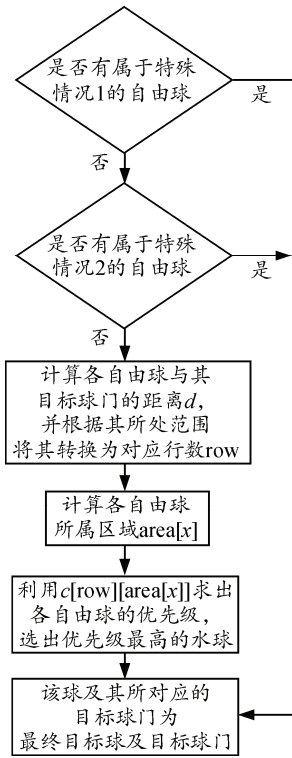 是否有属于特殊
情况1的自由球
是
否
是否有属于特殊
情况2的自由球
是
否
计算各自由球与其
目标球门的距离d,
并根据其所处范围
将其转换为对应行数row
计算各自由球
所属区域area[x]
利用c[row][area[x]]求出
各自由球的优先级,
选出优先级最高的水球
该球及其所对应的
目标球门为
最终目标球及目标球门